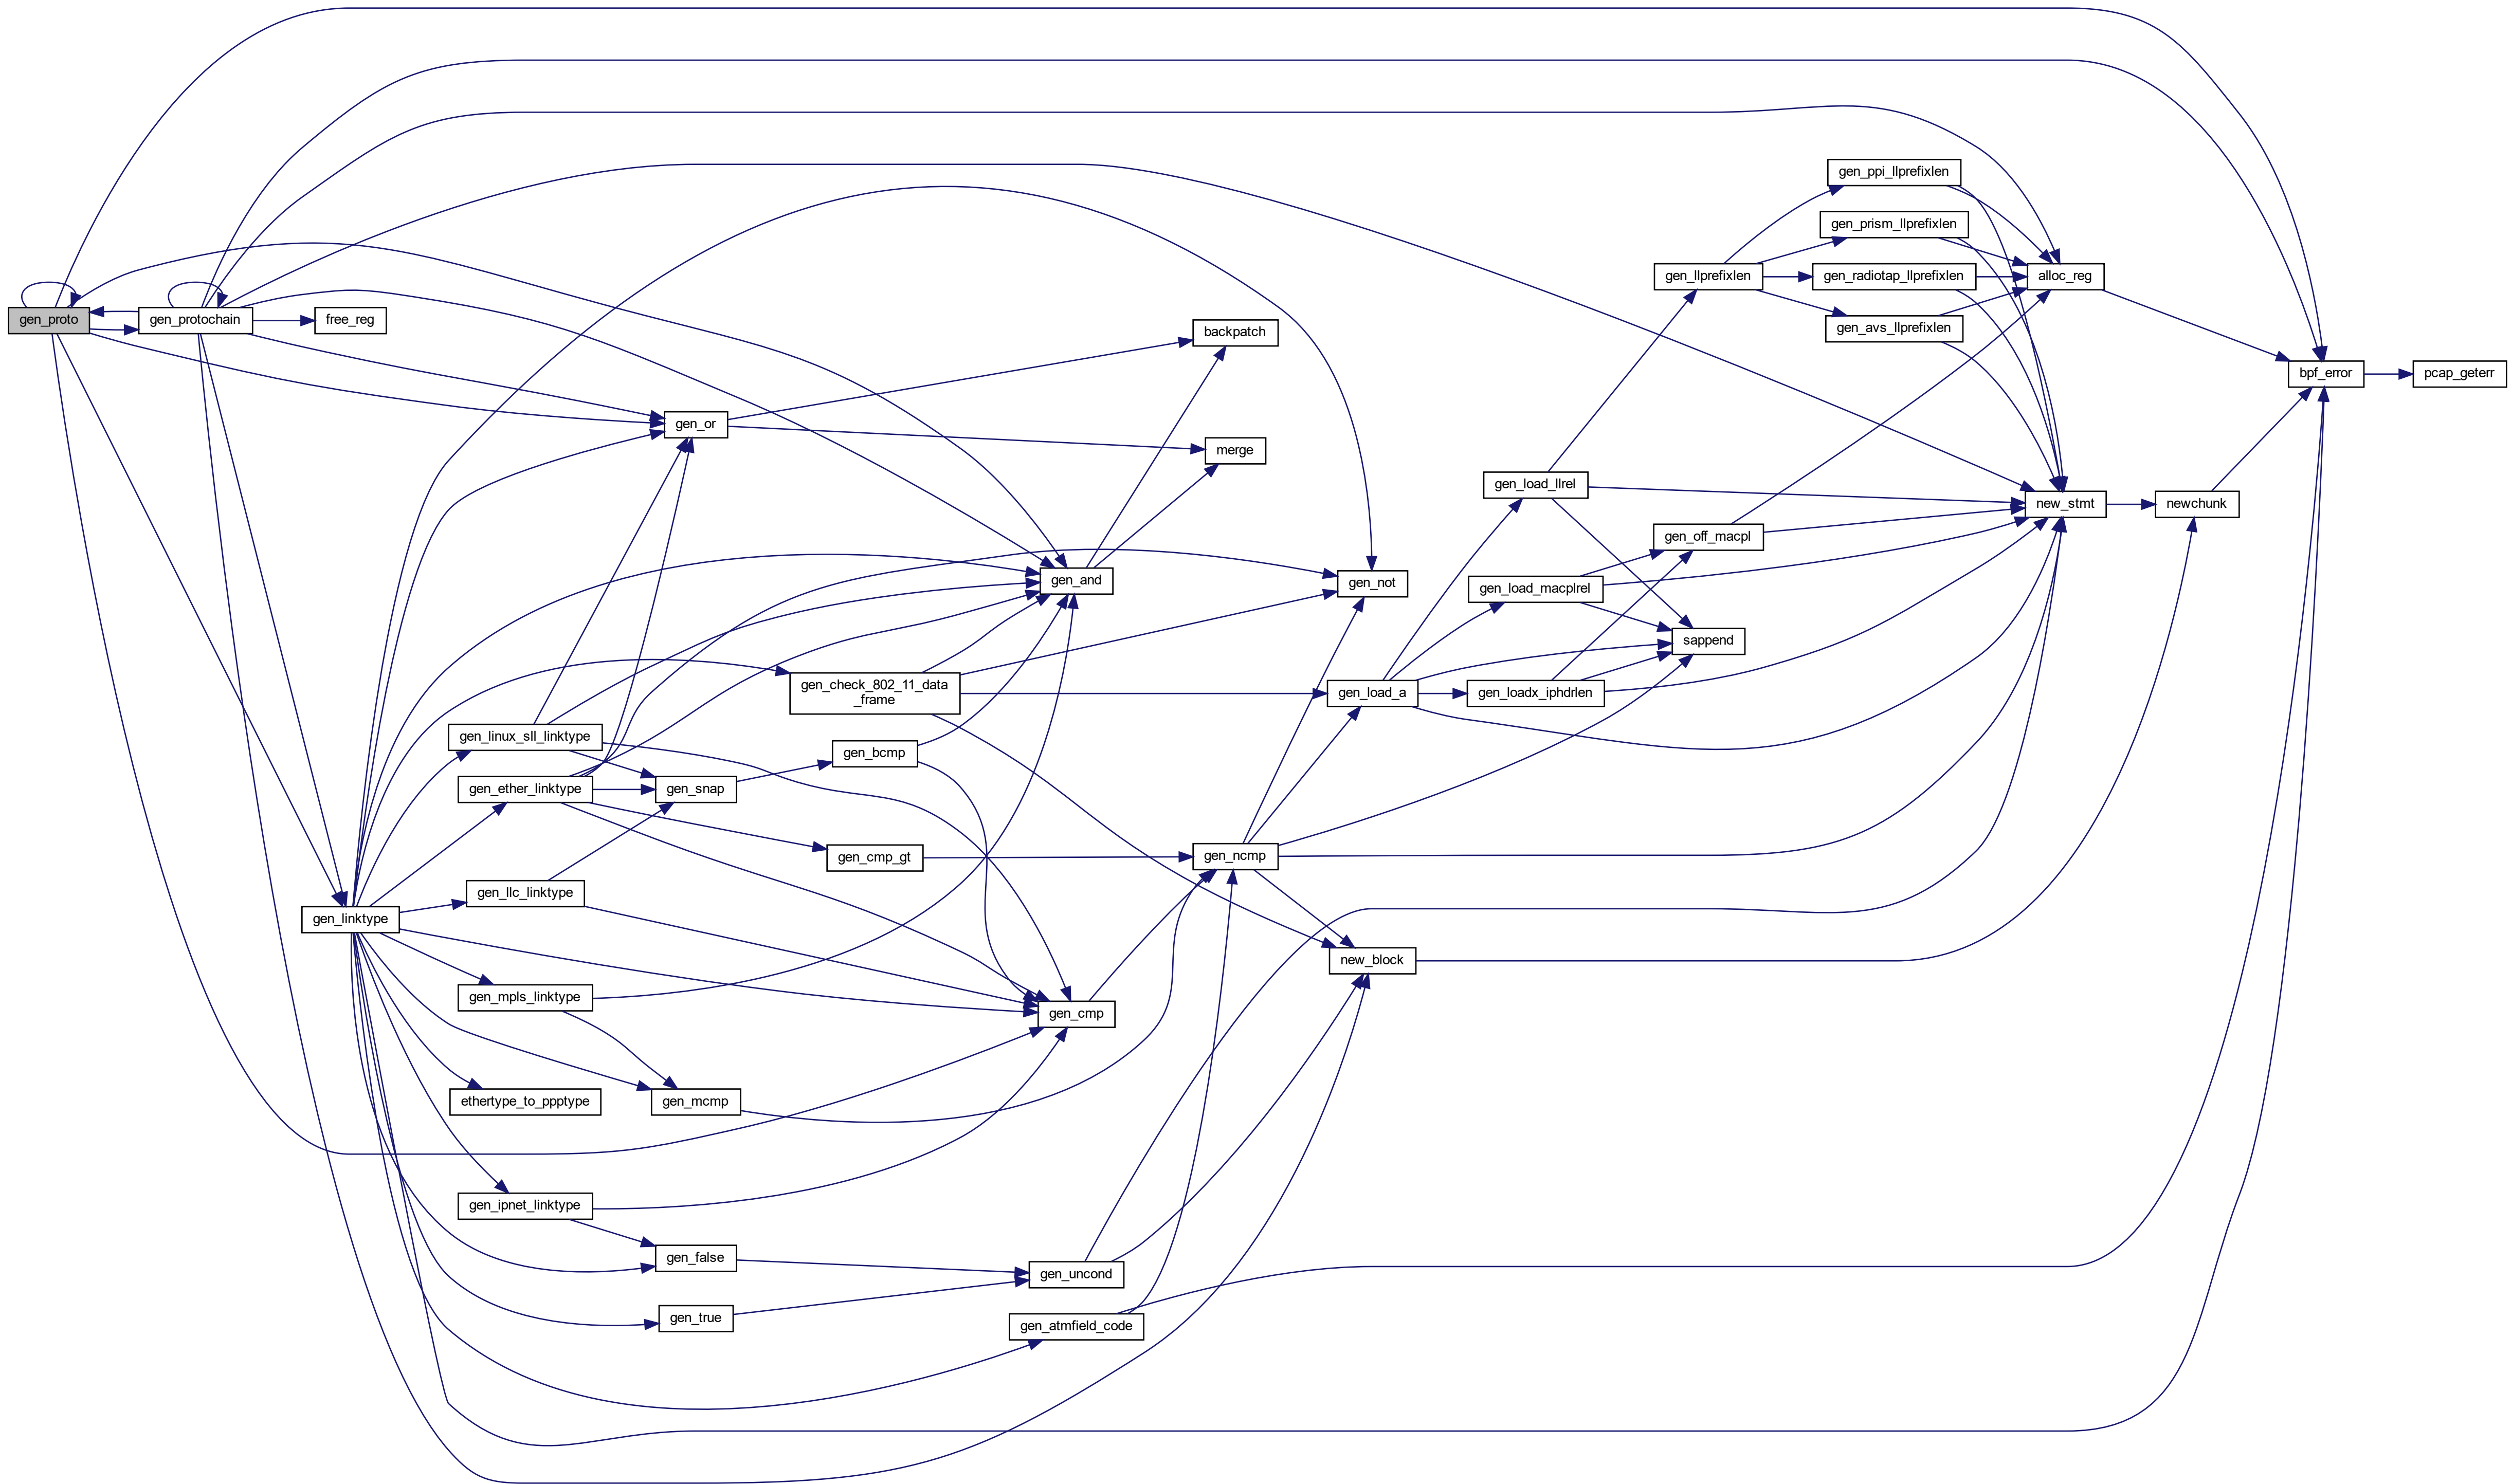 gen_proto
gen_protochain
free_reg
gen_linktype
gen_linux_sll_linktype
gen_ether_linktype
gen_llc_linktype
gen_mpls_linktype
ethertype_to_ppptype
gen_ipnet_linktype
gen_or
gen_snap
gen_mcmp
gen_false
gen_true
gen_check_802_11_data
_frame
gen_bcmp
gen_cmp_gt
gen_and
gen_cmp
gen_uncond
gen_atmfield_code
backpatch
merge
gen_ncmp
gen_not
gen_load_a
new_block
gen_load_llrel
gen_load_macplrel
gen_loadx_iphdrlen
gen_llprefixlen
gen_off_macpl
sappend
gen_ppi_llprefixlen
gen_prism_llprefixlen
gen_radiotap_llprefixlen
gen_avs_llprefixlen
alloc_reg
new_stmt
newchunk
bpf_error
pcap_geterr